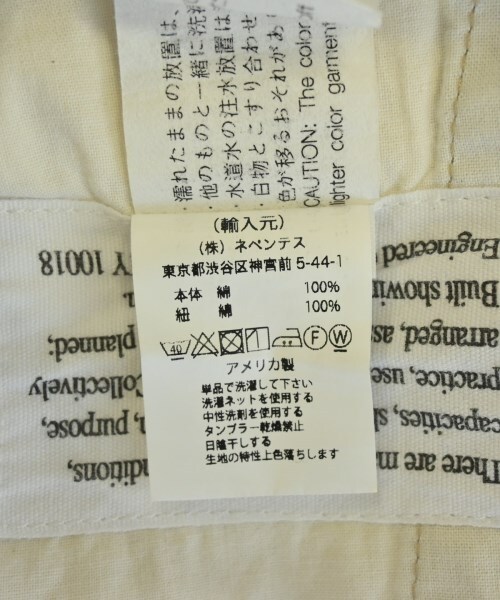 ・濡れたままの放置は、
他のものと一緒に洗
・水道水の注水放置は
・白物とこすり合わせ
色が移るおそれがあ
CAUTION: The color
lighter color garment
(輸入元)
(株) ネペンテス
東京都渋谷区神宮前 5-44-1
本体 綿 100%
紐 綿 100%
40 F W
アメリカ製
単品で洗濯して下さい
洗濯ネットを使用する
中性洗剤を使用する
タンブラー乾燥禁止
日陰干しする
生地の特性上色落ちします
There are m nditions,
capacities, s n, purpose,
practice, use Collectively
arranged, as planned;
Built showin
Engineered Y 10018